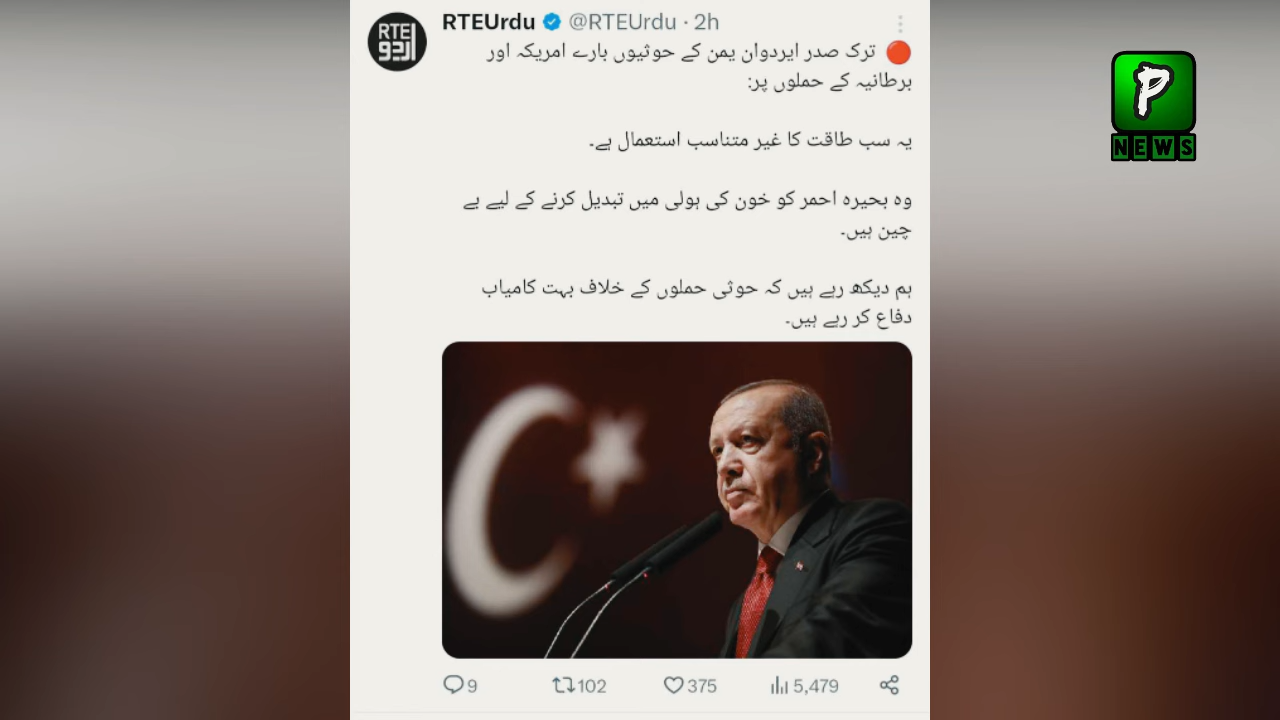 RTEUrdu @RTEUrdu · 2h
RTE
اردو
🔴 ترک صدر ایردوان یمن کے حوثیوں بارے امریکہ اور
برطانیہ کے حملوں پر:
یہ سب طاقت کا غیر متناسب استعمال ہے۔
وہ بحیرہ احمر کو خون کی ہولی میں تبدیل کرنے کے لیے بے
چین ہیں۔
ہم دیکھ رہے ہیں کہ حوثی حملوں کے خلاف بہت کامیاب
دفاع کر رہے ہیں۔
9 102 375 5,479
P
NEWS